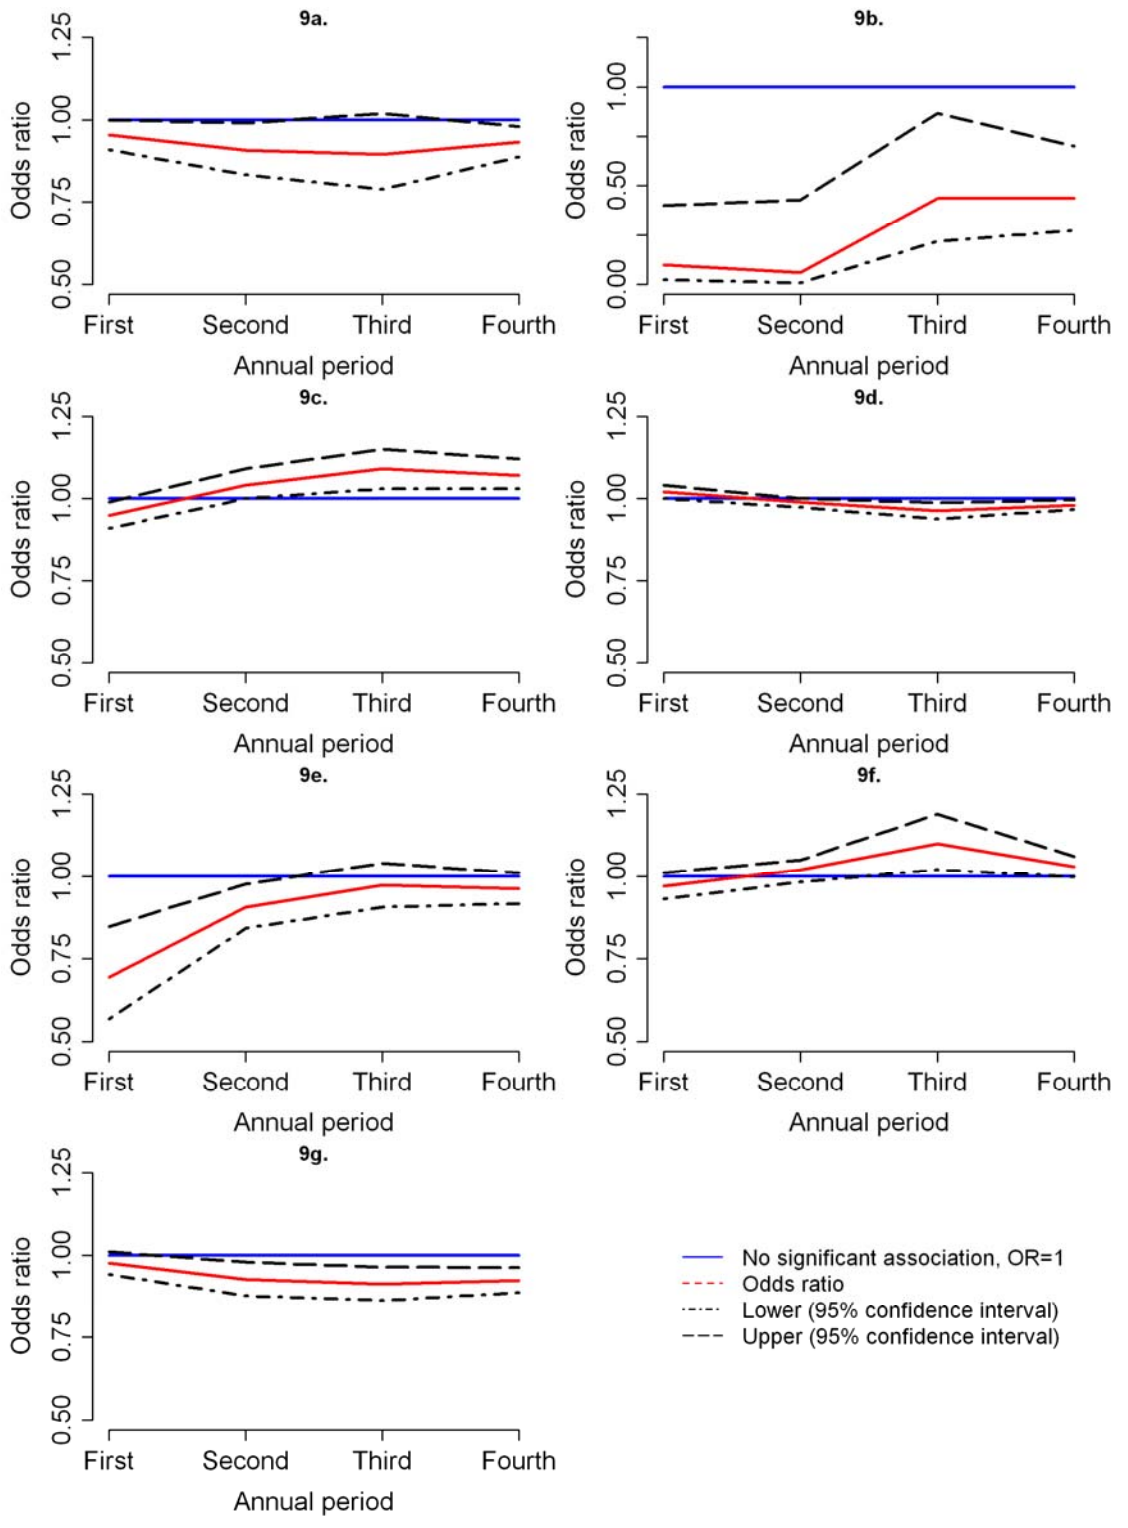 9a.
Odds ratio
1.25
1.00
0.75
0.50
First Second Third Fourth
Annual period
9b.
Odds ratio
1.00
0.50
0.00
First Second Third Fourth
Annual period
9c.
Odds ratio
1.25
1.00
0.75
0.50
First Second Third Fourth
Annual period
9d.
Odds ratio
1.25
1.00
0.75
0.50
First Second Third Fourth
Annual period
9e.
Odds ratio
1.25
1.00
0.75
0.50
First Second Third Fourth
Annual period
9f.
Odds ratio
1.25
1.00
0.75
0.50
First Second Third Fourth
Annual period
9g.
Odds ratio
1.25
1.00
0.75
0.50
First Second Third Fourth
Annual period
No significant association, OR=1
Odds ratio
Lower (95% confidence interval)
Upper (95% confidence interval)